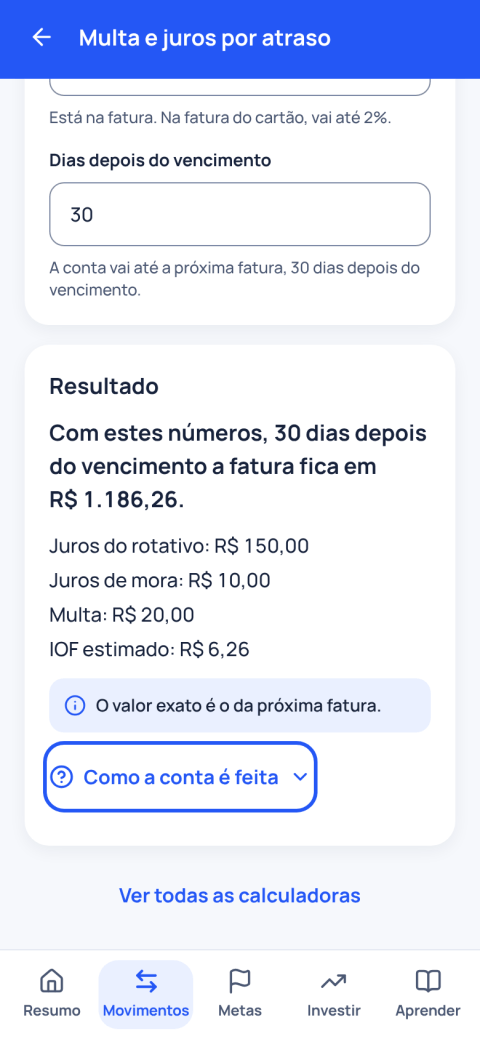 Multa e juros por atraso
Está na fatura. Na fatura do cartão, vai até 2%.
Dias depois do vencimento
30
A conta vai até a próxima fatura, 30 dias depois do
vencimento.
Resultado
Com estes números, 30 dias depois
do vencimento a fatura fica em
R$ 1.186,26.
Juros do rotativo: R$ 150,00
Juros de mora: R$ 10,00
Multa: R$ 20,00
IOF estimado: R$ 6,26
O valor exato é o da próxima fatura.
Como a conta é feita
Ver todas as calculadoras
Resumo
Movimentos
Metas
Investir
Aprender